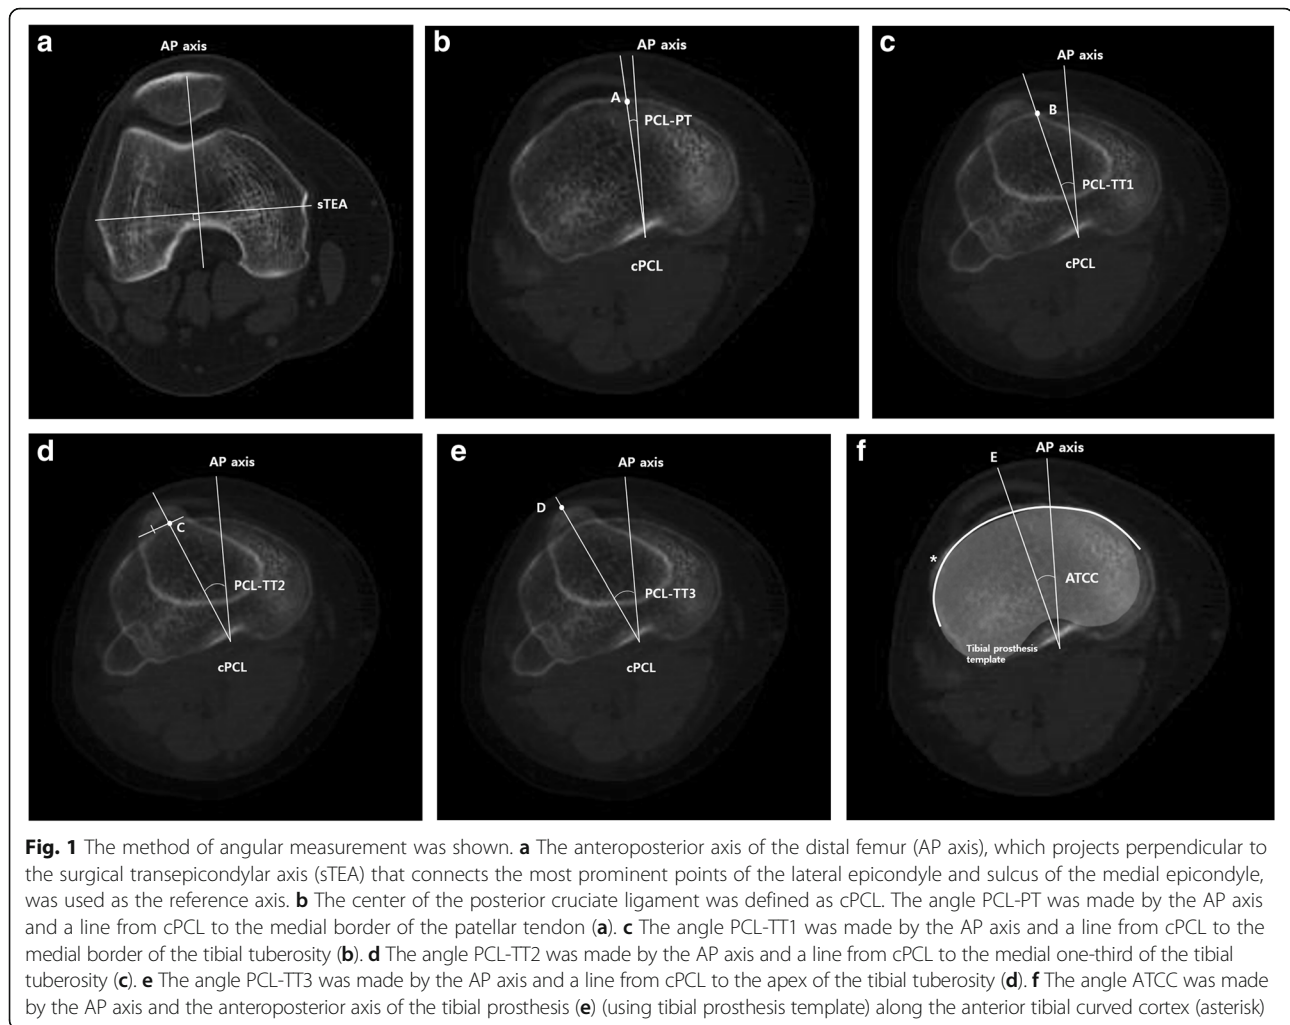 a
AP axis
sTEA
b
AP axis
A
PCL-PT
cPCL
c
AP axis
B
PCL-TT1
cPCL
d
AP axis
C
PCL-TT2
cPCL
e
AP axis
D
PCL-TT3
cPCL
f
E
AP axis
*
ATCC
Tibial prosthesis
template
Fig. 1 The method of angular measurement was shown. a The anteroposterior axis of the distal femur (AP axis), which projects perpendicular to
the surgical transepicondylar axis (sTEA) that connects the most prominent points of the lateral epicondyle and sulcus of the medial epicondyle,
was used as the reference axis. b The center of the posterior cruciate ligament was defined as cPCL. The angle PCL-PT was made by the AP axis
and a line from cPCL to the medial border of the patellar tendon (a). c The angle PCL-TT1 was made by the AP axis and a line from cPCL to the
medial border of the tibial tuberosity (b). d The angle PCL-TT2 was made by the AP axis and a line from cPCL to the medial one-third of the tibial
tuberosity (c). e The angle PCL-TT3 was made by the AP axis and a line from cPCL to the apex of the tibial tuberosity (d). f The angle ATCC was made
by the AP axis and the anteroposterior axis of the tibial prosthesis (e) (using tibial prosthesis template) along the anterior tibial curved cortex (asterisk)